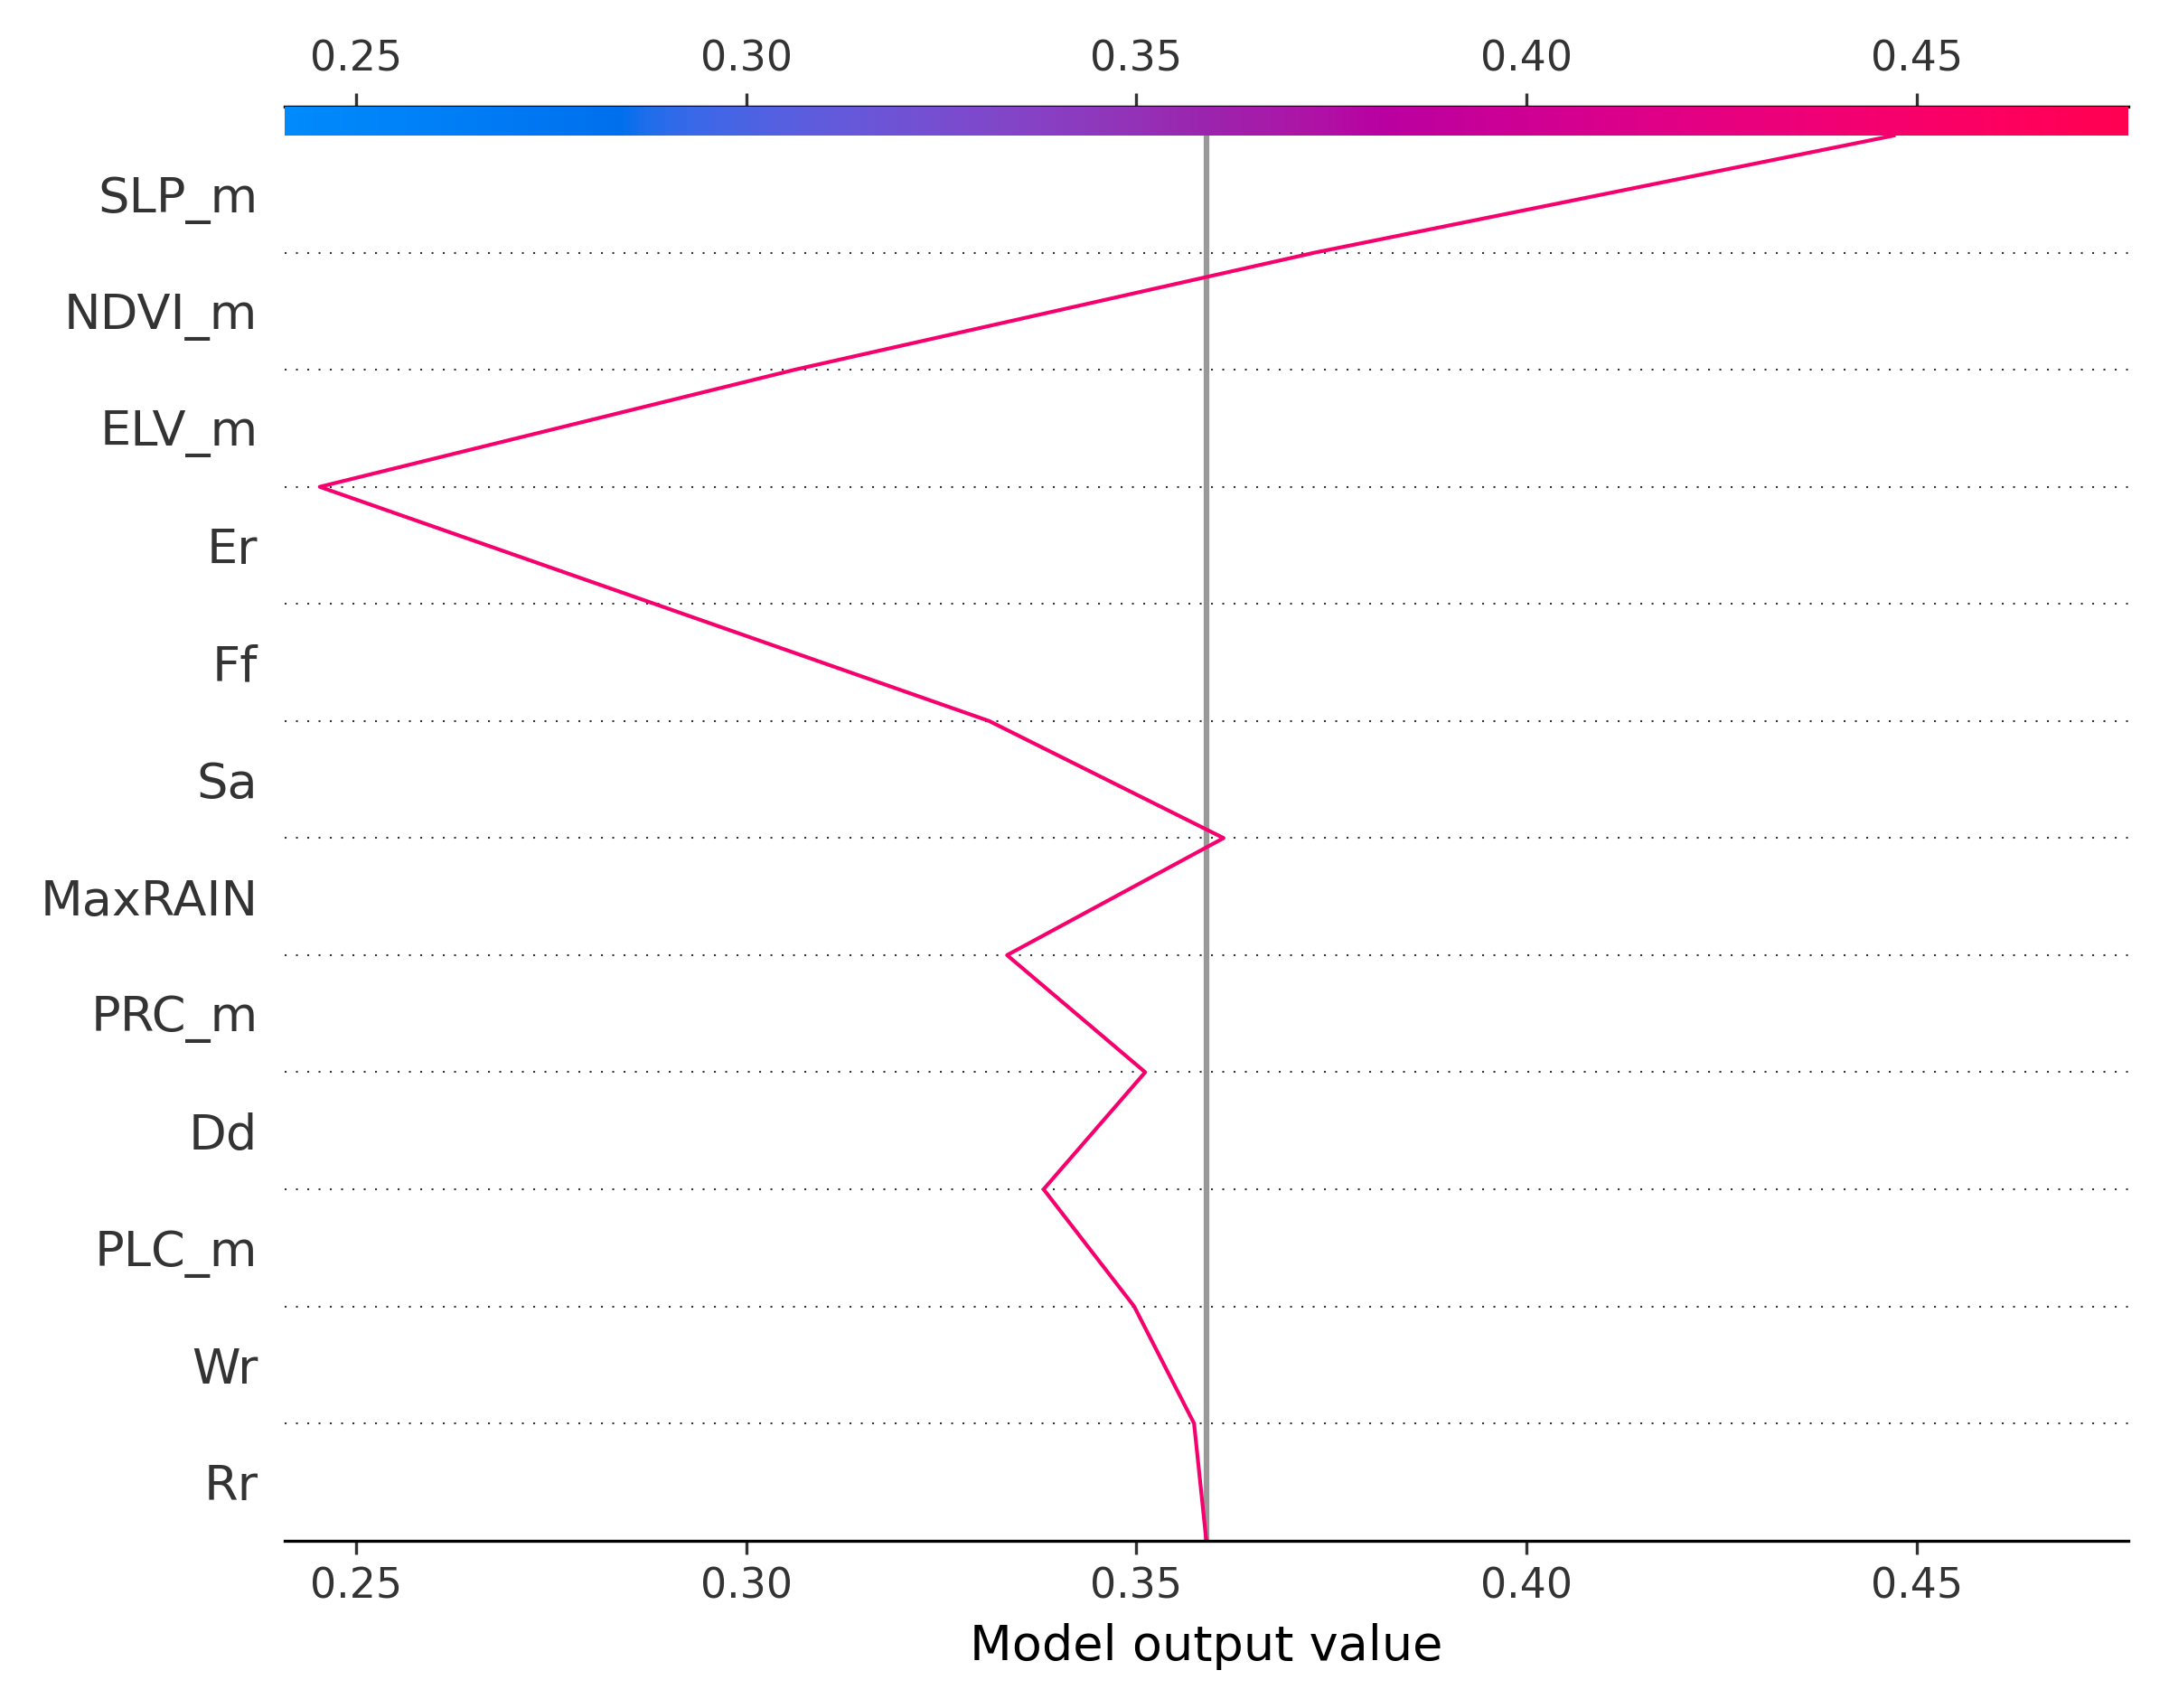 0.25 0.30 0.35 0.40 0.45
SLP_m
NDVI_m
ELV_m
Er
Ff
Sa
MaxRAIN
PRC_m
Dd
PLC_m
Wr
Rr
0.25 0.30 0.35 0.40 0.45
Model output value